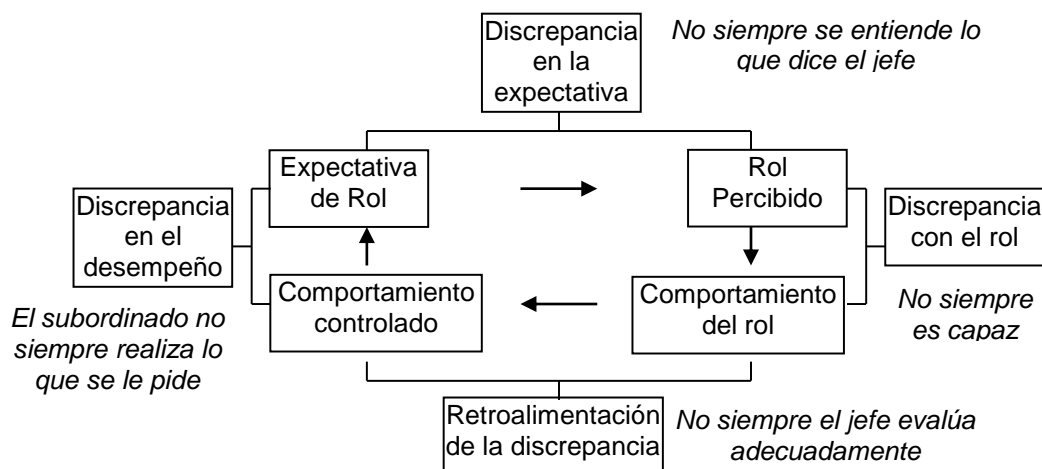 Discrepancia
en la
expectativa
No siempre se entiende lo
que dice el jefe
Expectativa
de Rol
Rol
Percibido
Discrepancia
en el
desempeño
Discrepancia
con el rol
Comportamiento
controlado
Comportamiento
del rol
El subordinado no
siempre realiza lo
que se le pide
No siempre
es capaz
Retroalimentación
de la discrepancia
No siempre el jefe evalúa
adecuadamente